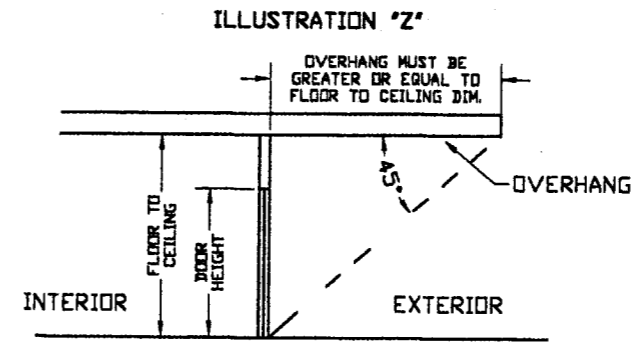 ILLUSTRATION "Z"
OVERHANG MUST BE
GREATER OR EQUAL TO
FLOOR TO CEILING DIM.
45°
OVERHANG
FLOOR TO
CEILING
DOOR
HEIGHT
INTERIOR
EXTERIOR